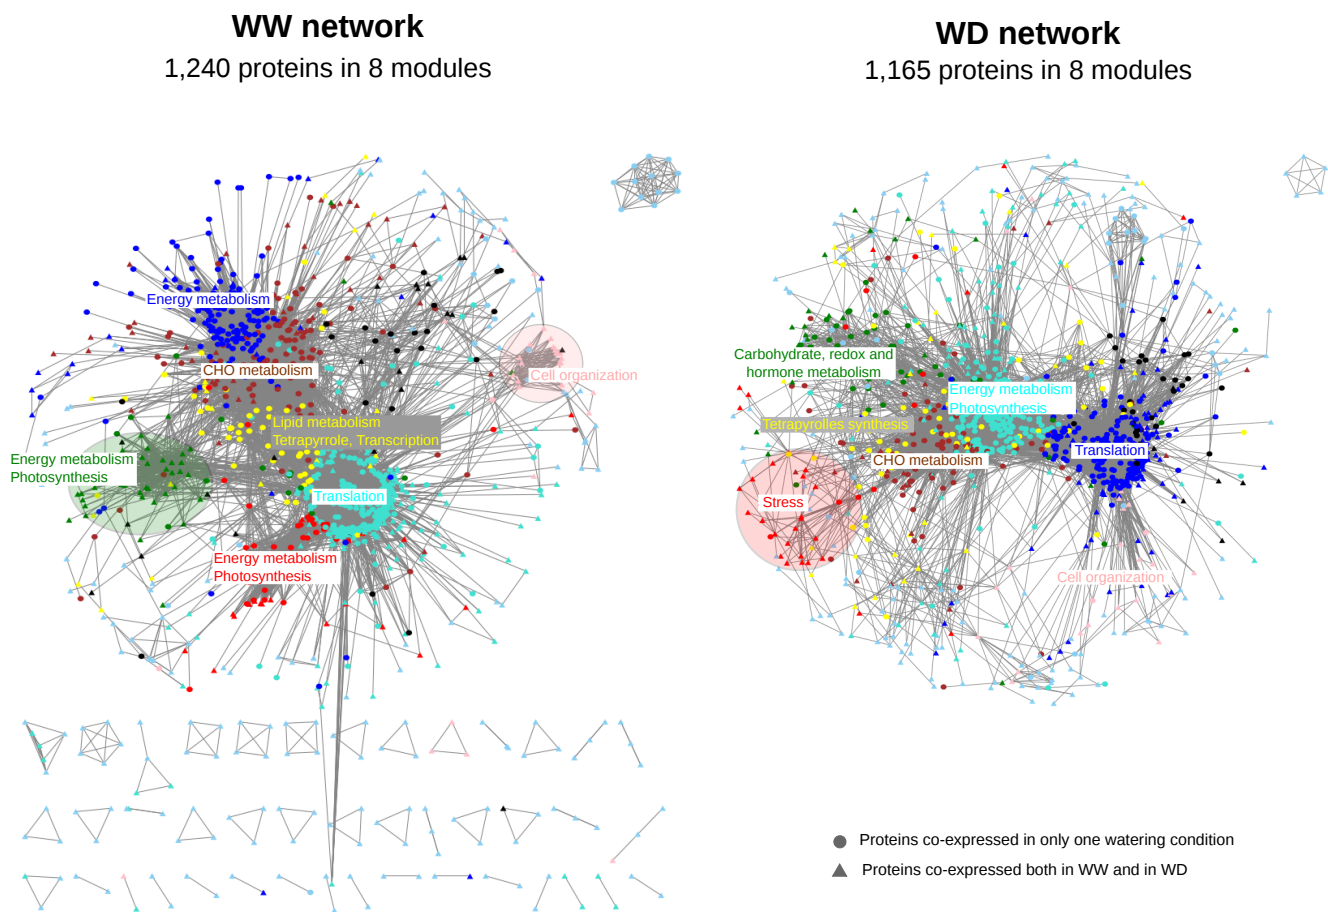 WW network
1,240 proteins in 8 modules
Energy metabolism
CHO metabolism
Cell organization
Lipid metabolism
Tetrapyrrole, Transcription
Energy metabolism
Photosynthesis
Translation
Energy metabolism
Photosynthesis
WD network
1,165 proteins in 8 modules
Carbohydrate, redox and
hormone metabolism
Energy metabolism
Photosynthesis
Tetrapyrolles synthesis
Translation
CHO metabolism
Stress
Cell organization
Proteins co-expressed in only one watering condition
Proteins co-expressed both in WW and in WD